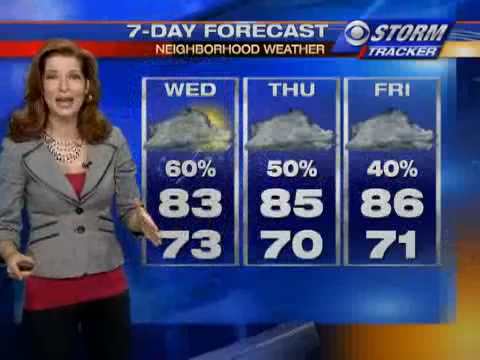 7-DAY FORECAST
NEIGHBORHOOD WEATHER
STORM
TRACKER
WED THU FRI
60% 50% 40%
83 85 86
73 70 71